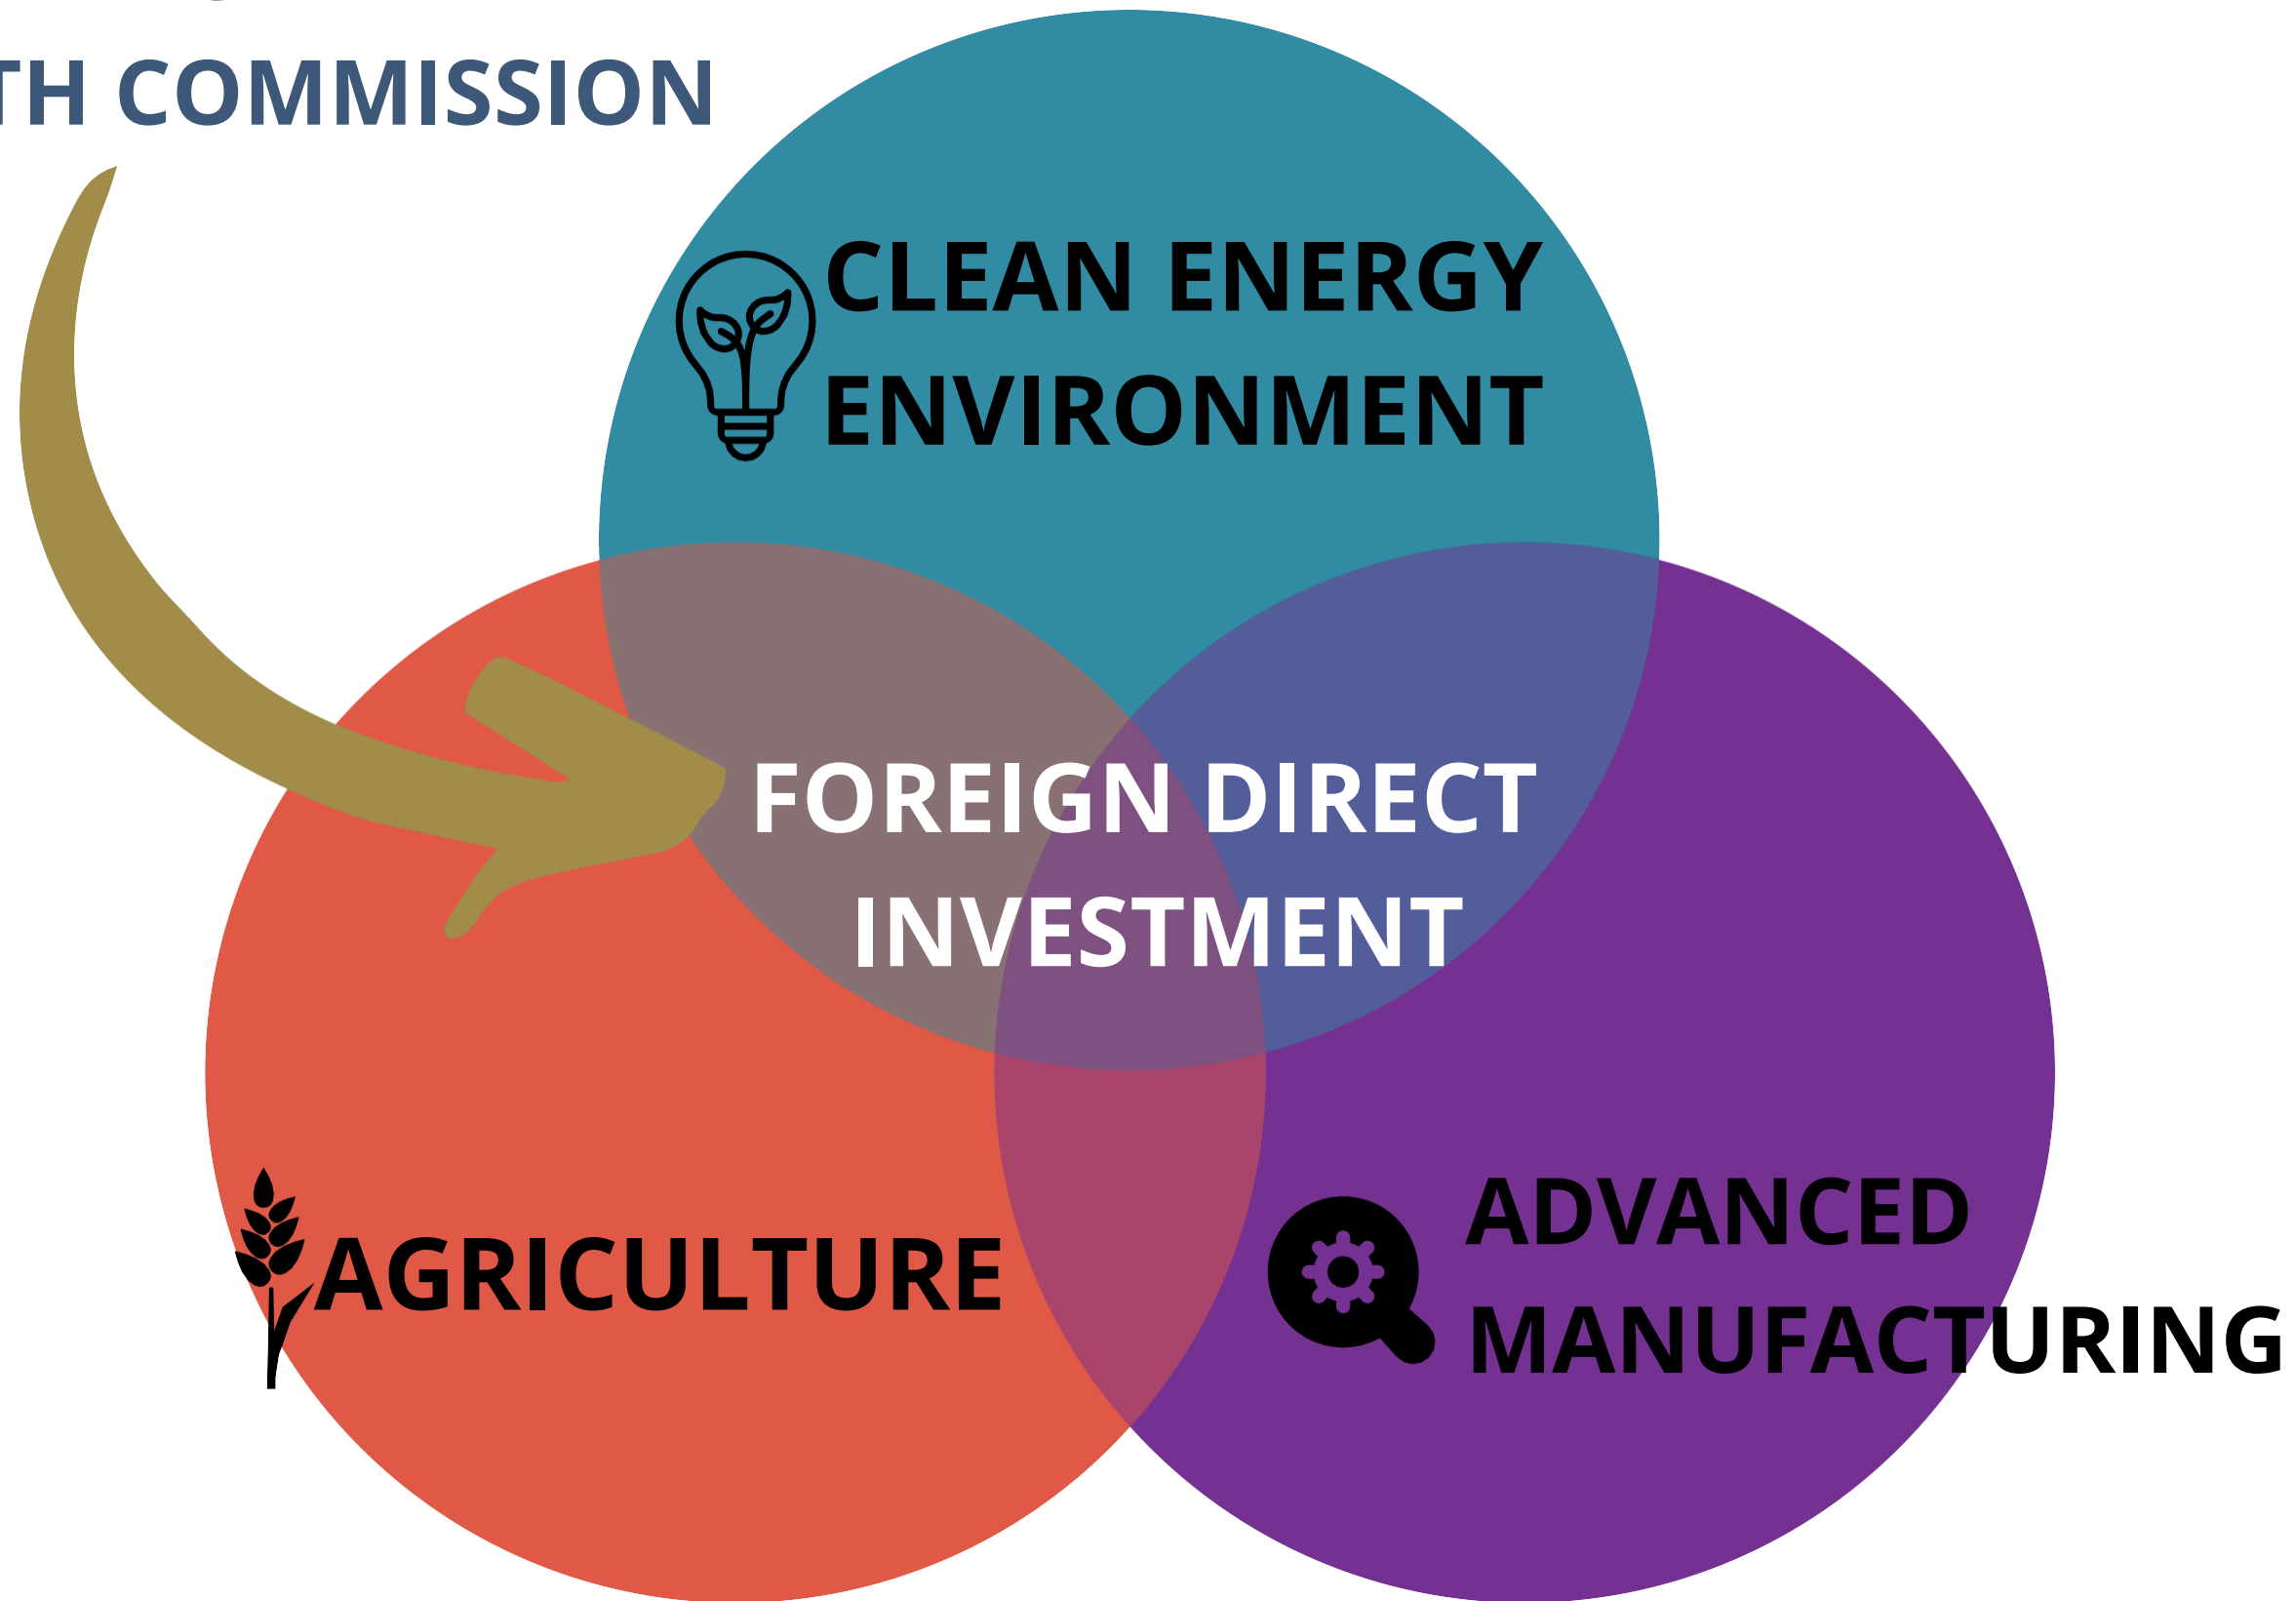 TH COMMISSION
CLEAN ENERGY
ENVIRONMENT
FOREIGN DIRECT
INVESTMENT
AGRICULTURE
ADVANCED
MANUFACTURING